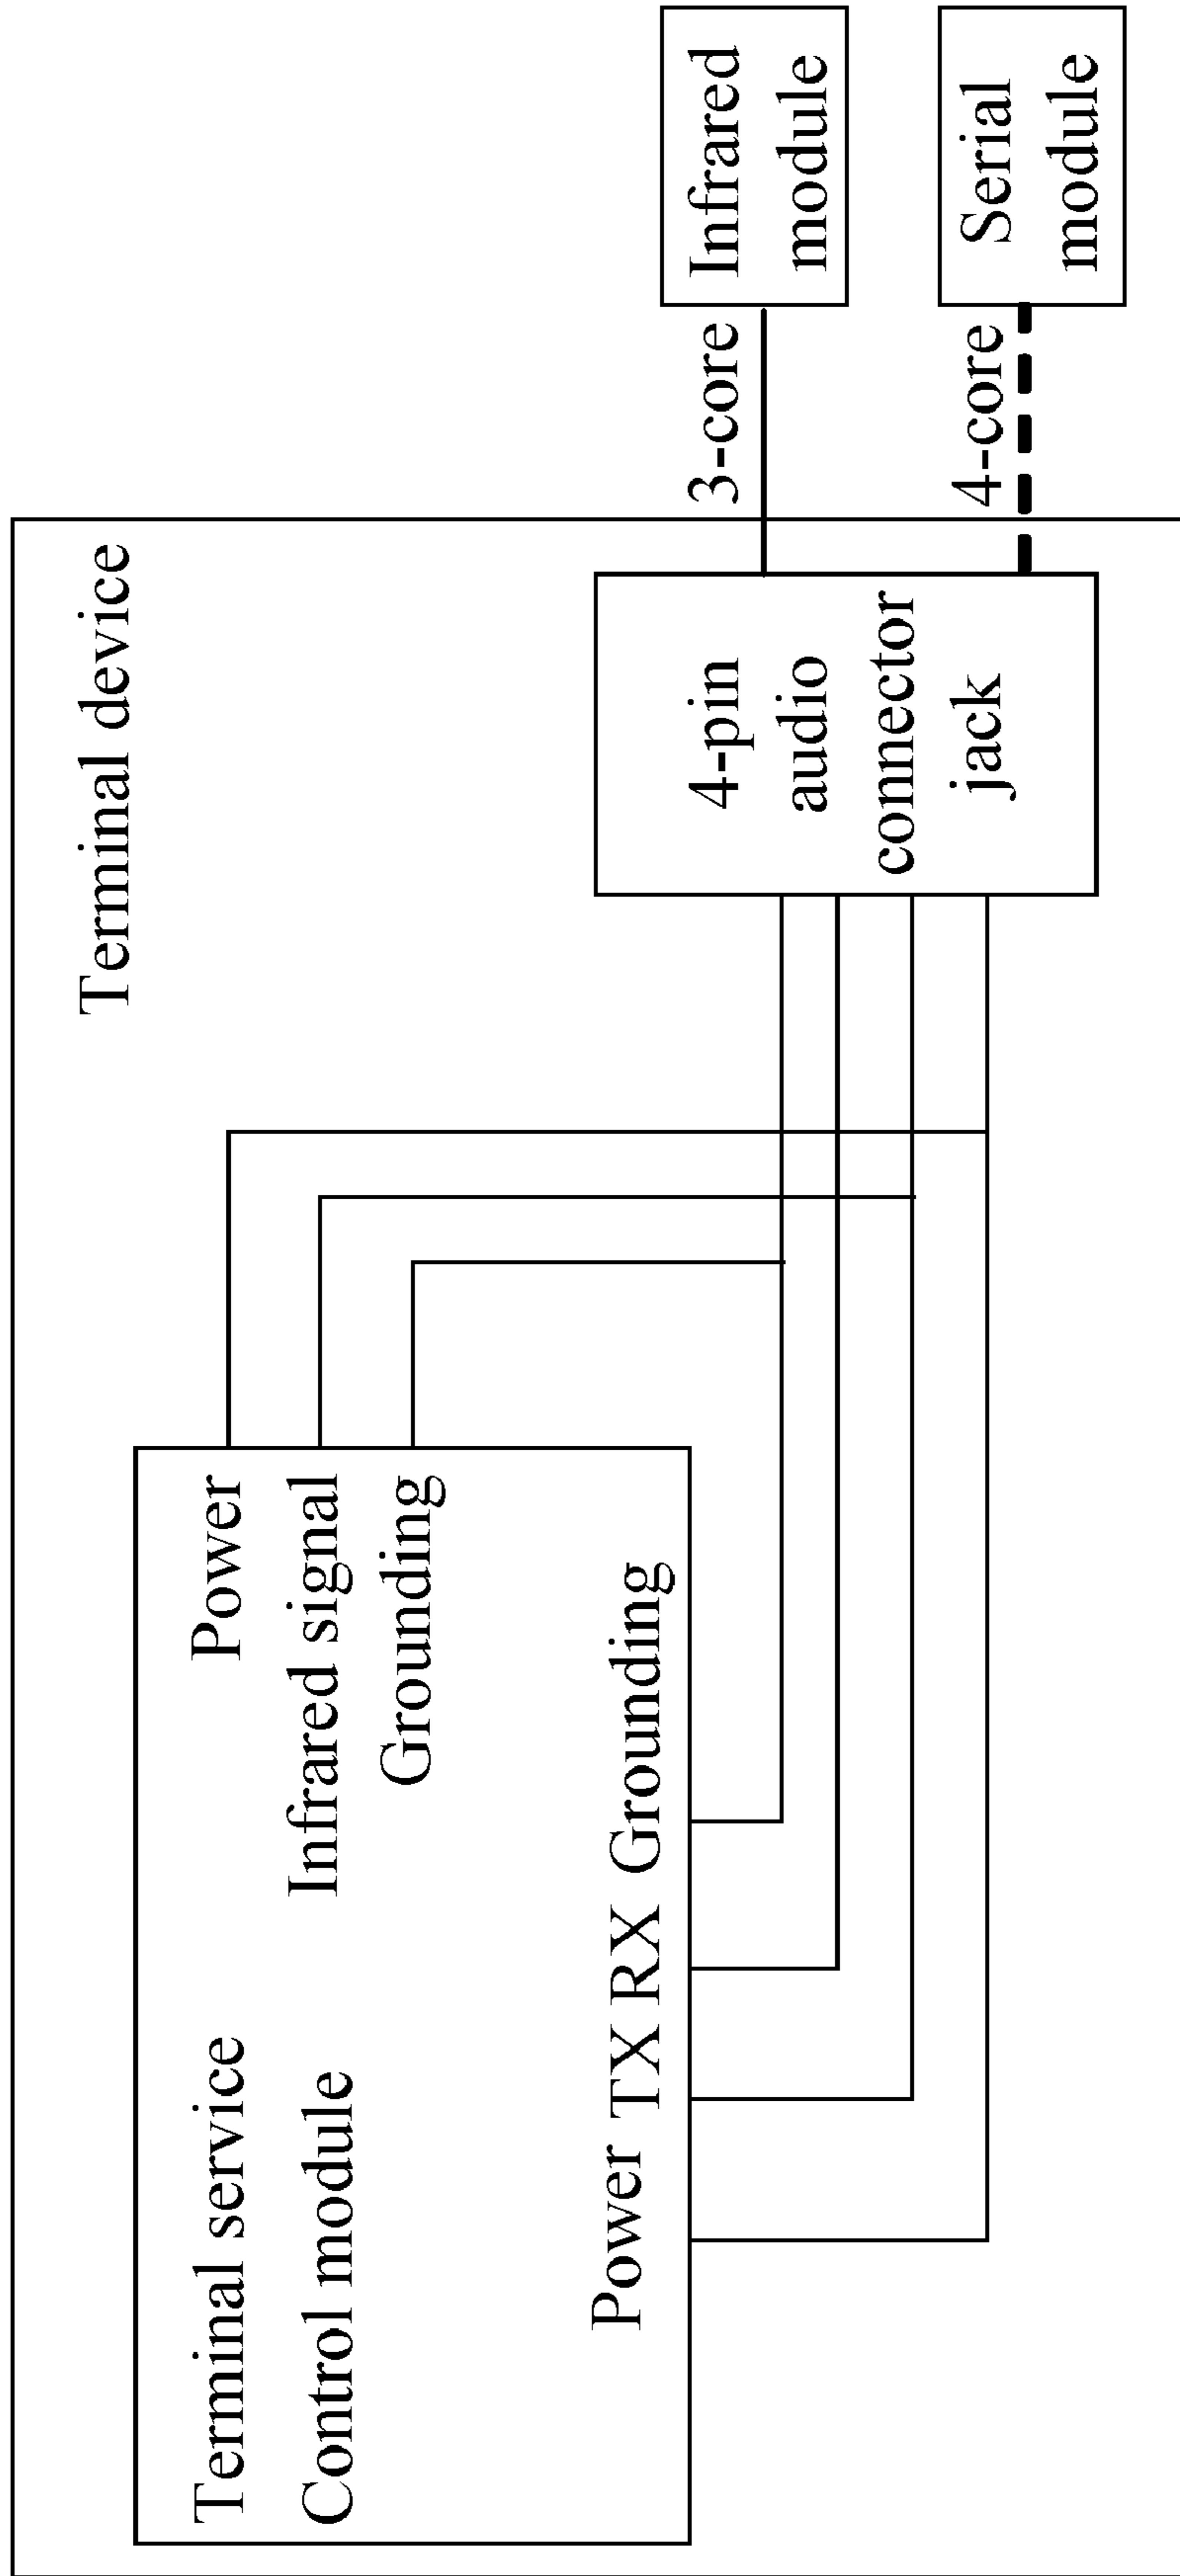 Terminal device
Terminal service
Control module
Power
Infrared signal
Grounding
Power TX RX Grounding
4-pin
audio
connector
jack
3-core
4-core
Infrared
module
Serial
module